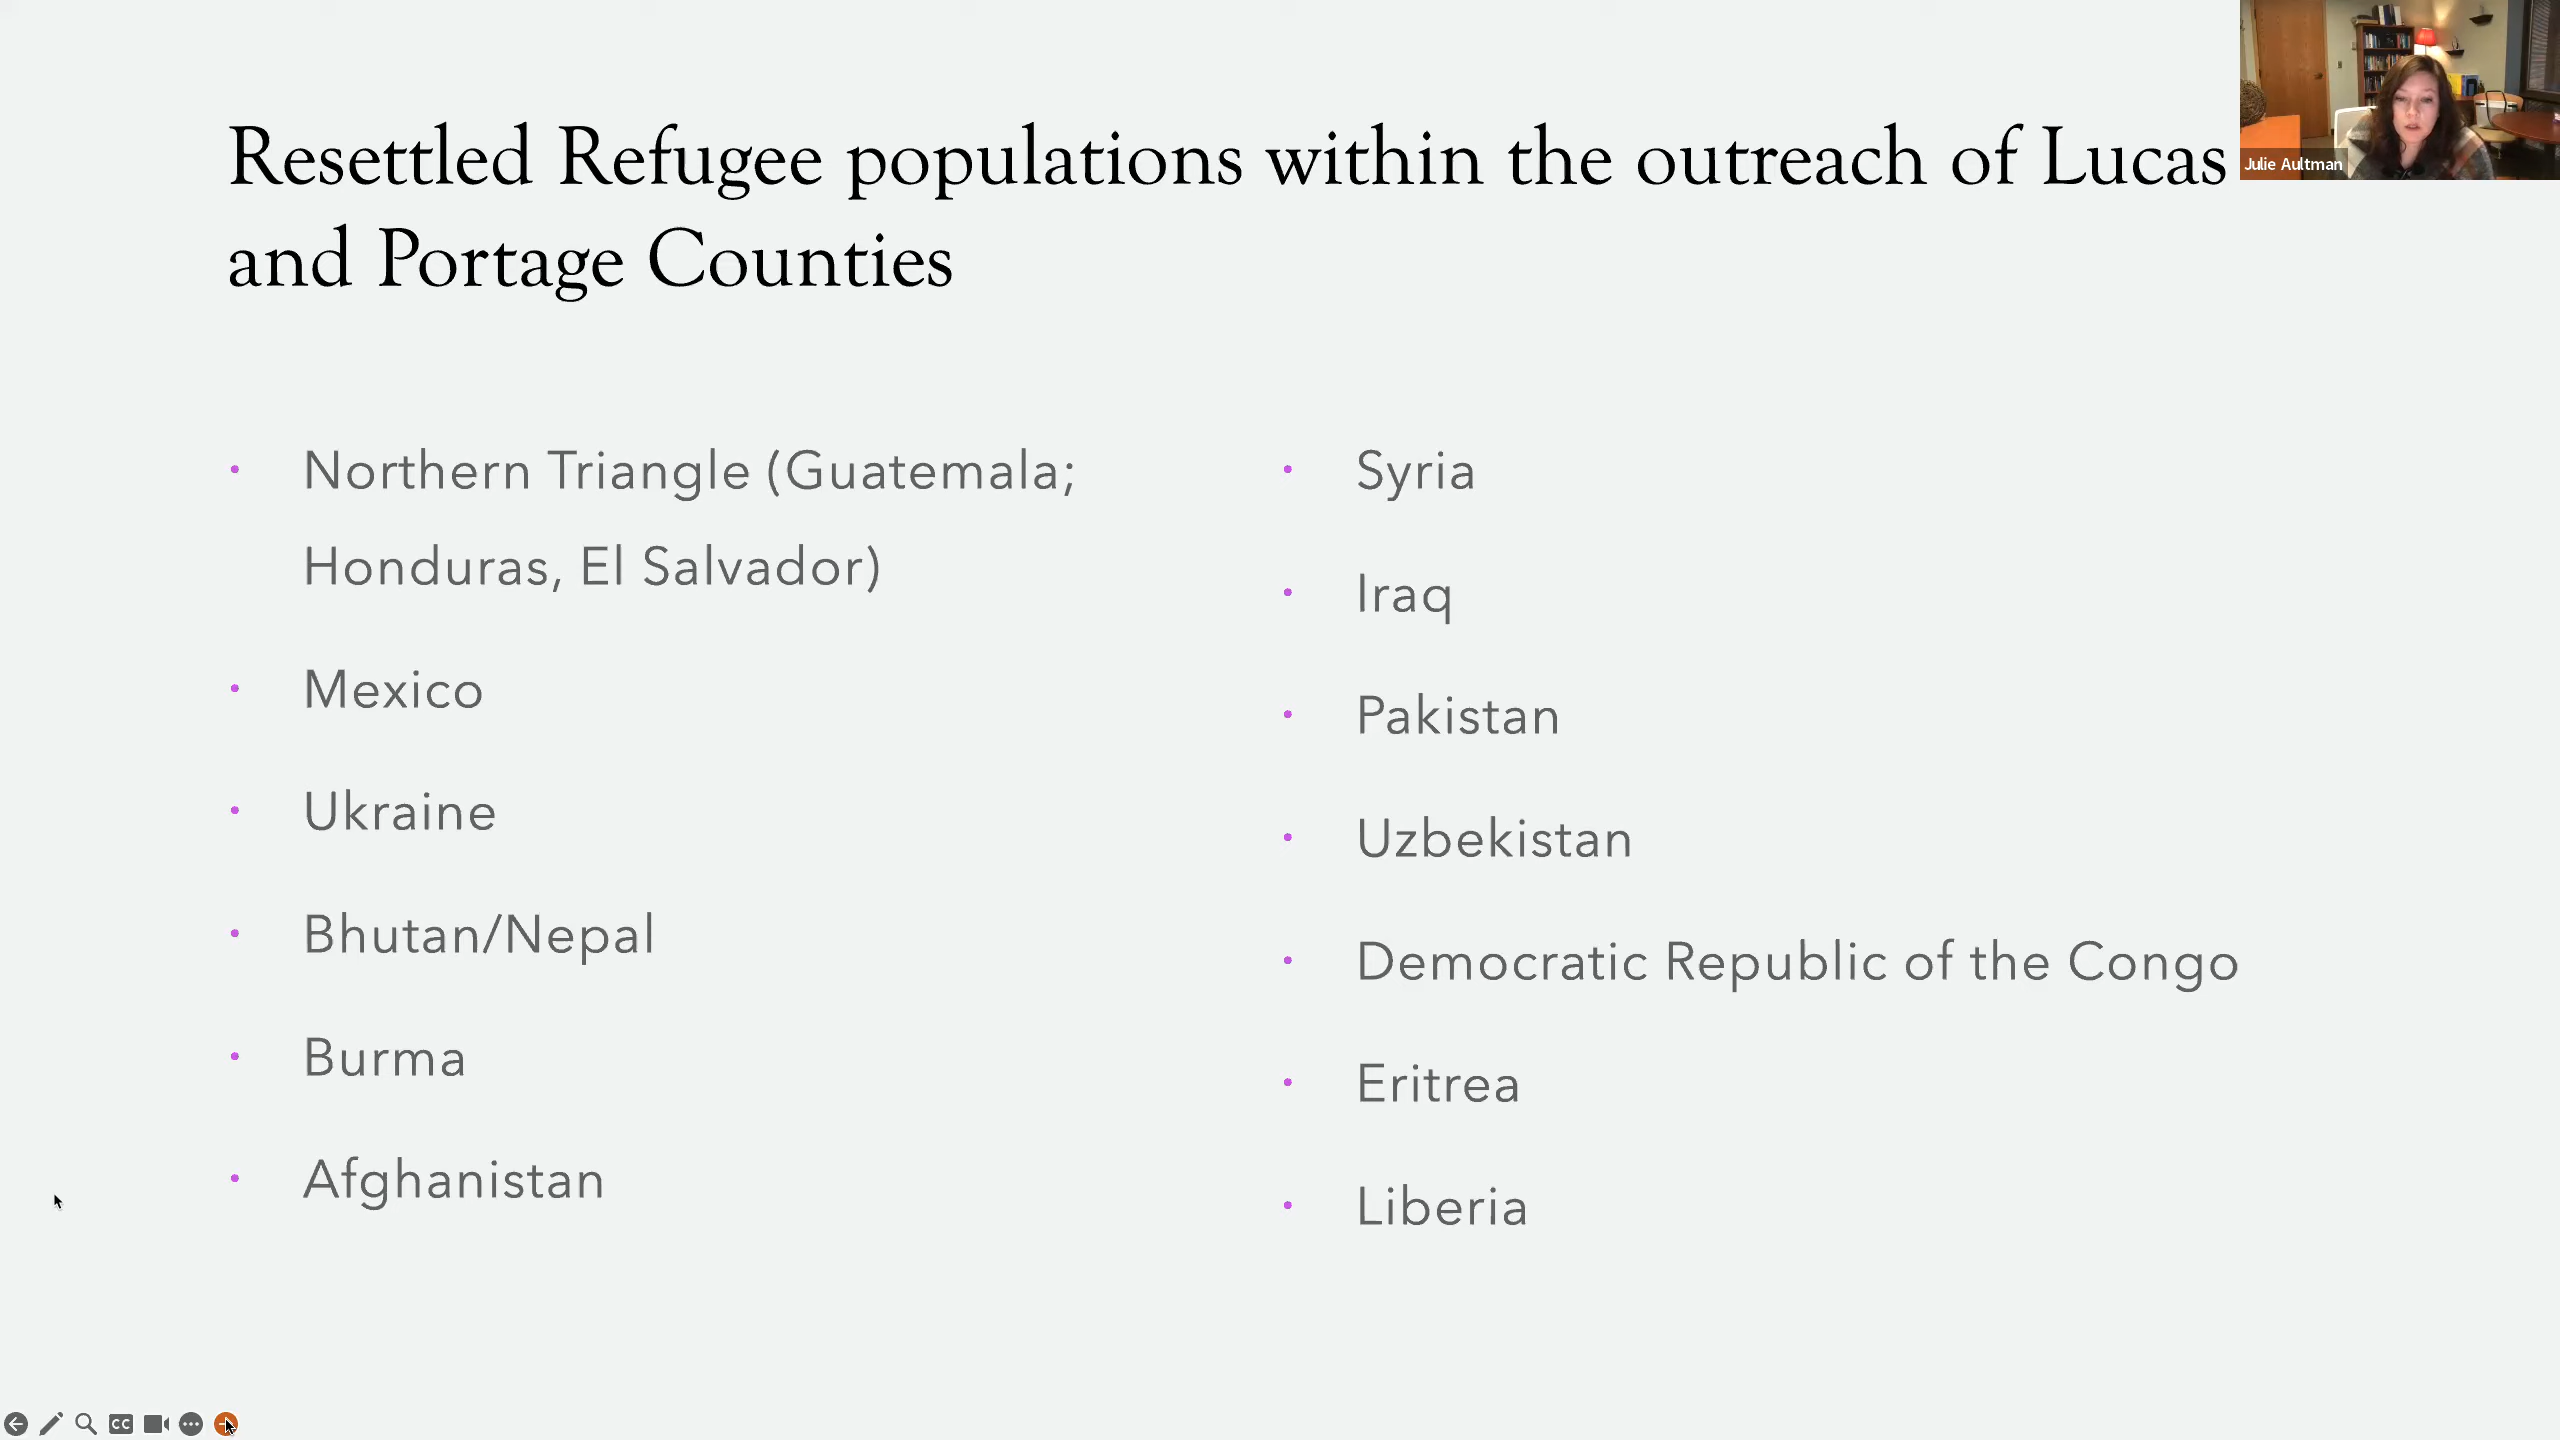 Resettled Refugee populations within the outreach of Lucas
and Portage Counties
Julie Aultman
• Northern Triangle (Guatemala;
Honduras, El Salvador)
• Mexico
• Ukraine
• Bhutan/Nepal
• Burma
• Afghanistan
• Syria
• Iraq
• Pakistan
• Uzbekistan
• Democratic Republic of the Congo
• Eritrea
• Liberia
CC